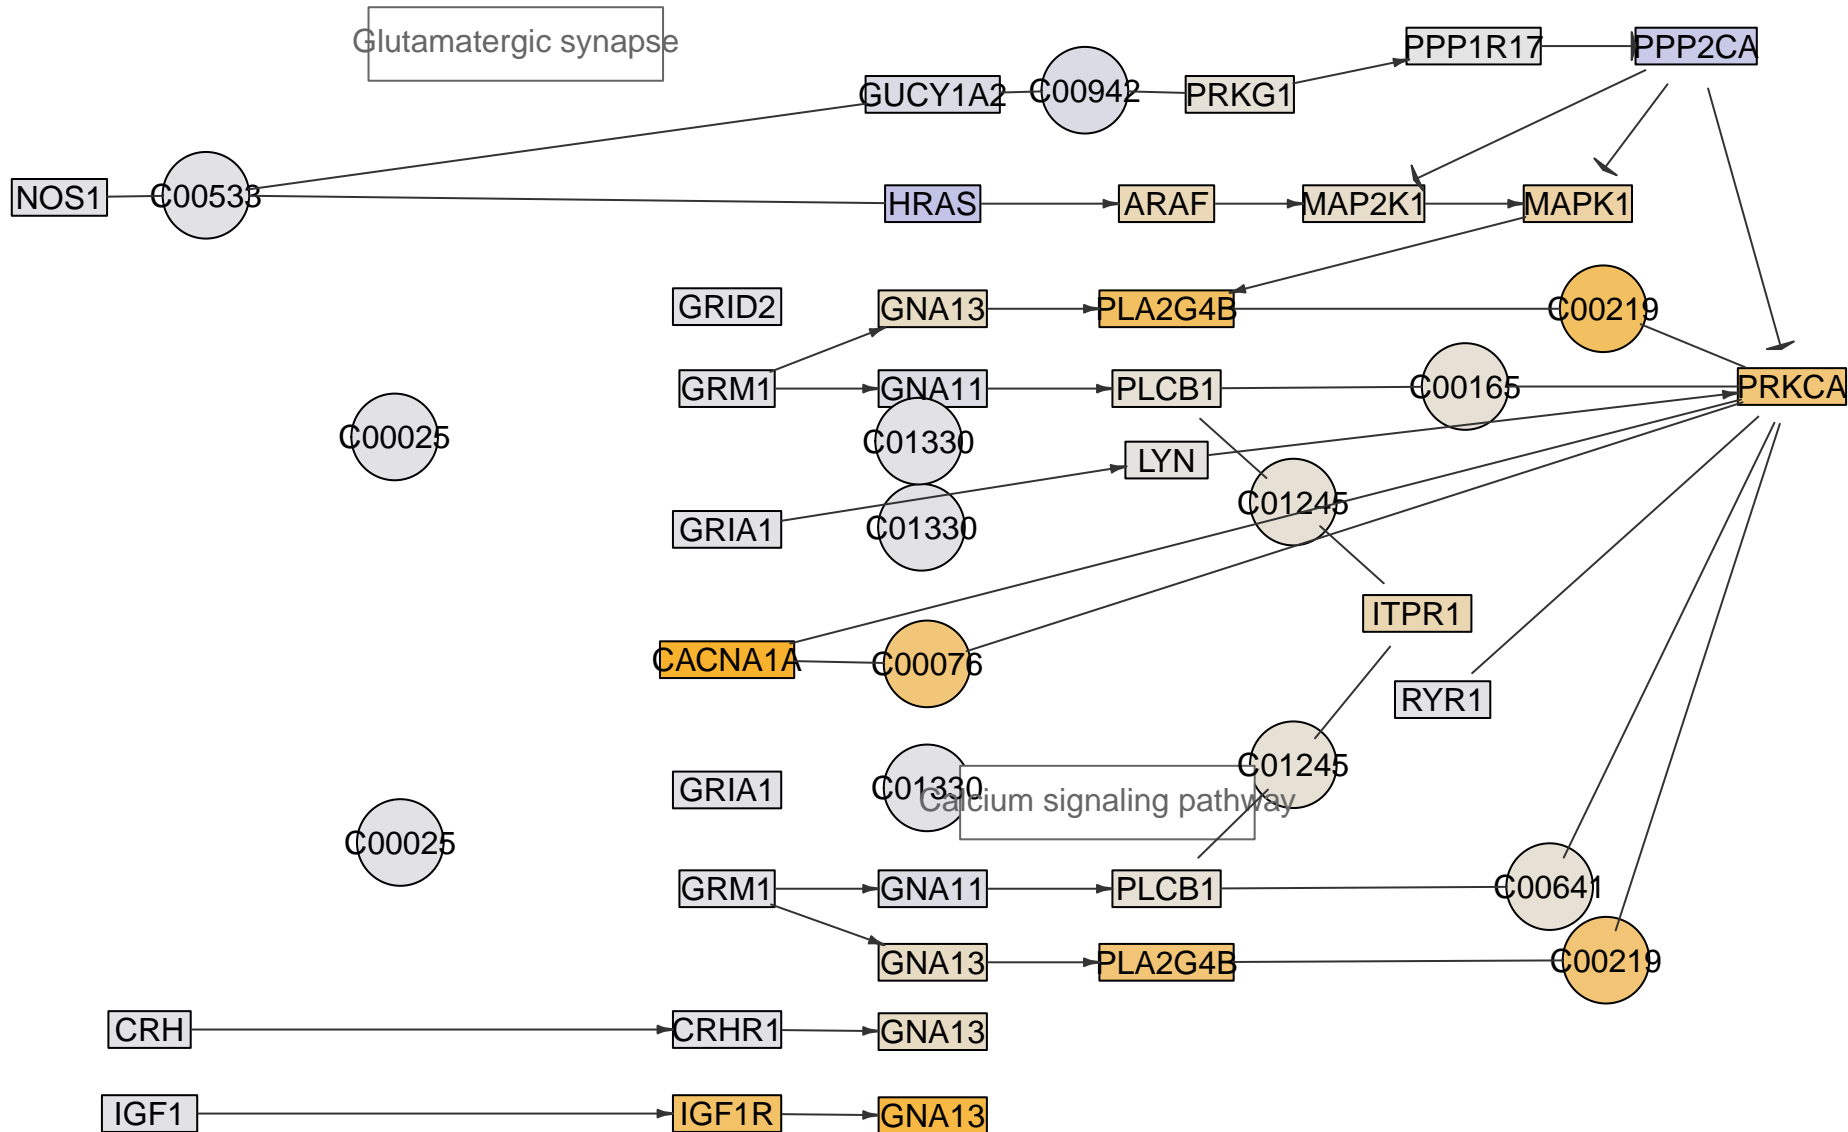 Glutamatergic synapse
PPP1R17
PPP2CA
GUCY1A2
C00942
PRKG1
NOS1
C00533
HRAS
ARAF
MAP2K1
MAPK1
GRID2
GNA13
PLA2G4B
C00219
GRM1
GNA11
PLCB1
C00165
PRKCA
C00025
C01330
LYN
C01245
GRIA1
C01330
ITPR1
CACNA1A
C00076
RYR1
C01245
GRIA1
C01330
Calcium signaling pathway
C00025
GRM1
GNA11
PLCB1
C00641
GNA13
PLA2G4B
C00219
CRH
CRHR1
GNA13
IGF1
IGF1R
GNA13